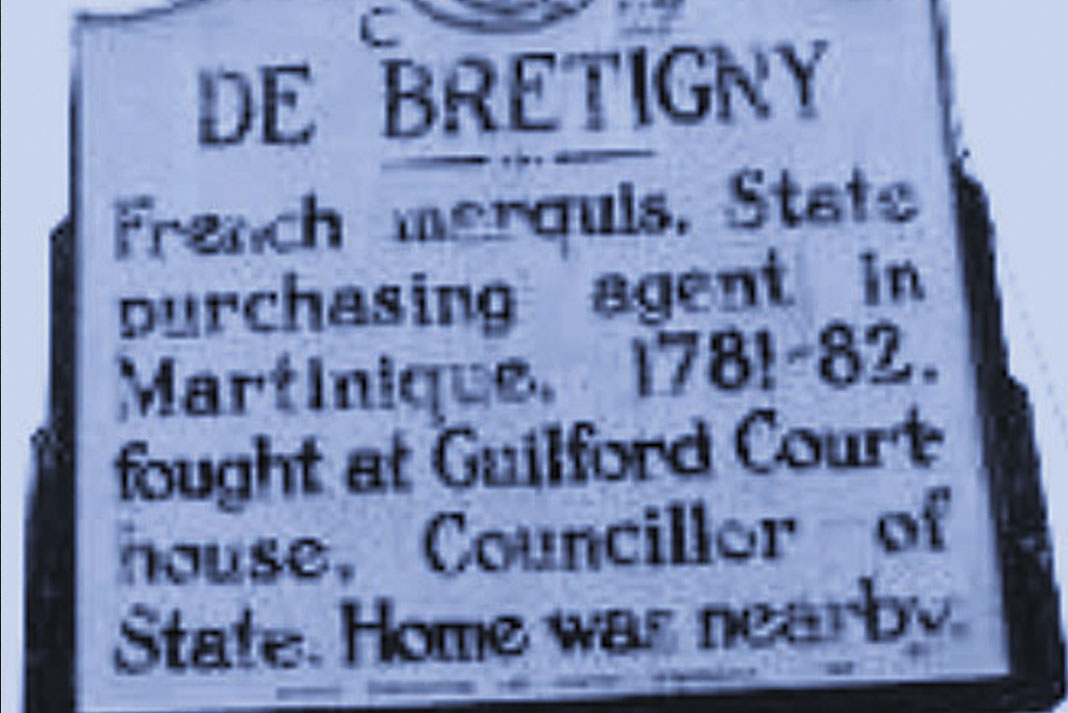 DE BRETIGNY
French marquis. State
purchasing agent in
Martinique, 1781-82,
fought at Guilford Court-
house, Councillor of
State. Home was nearby.